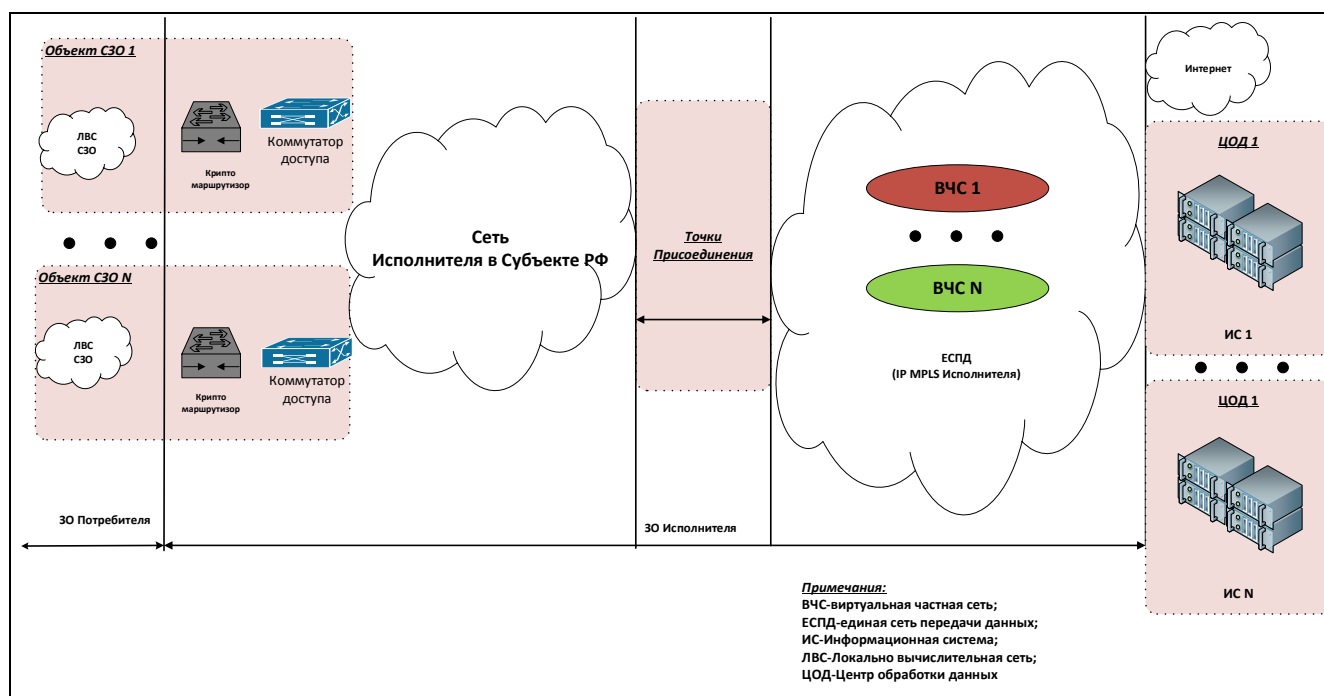 Объект СЗО 1
ЛВС
СЗО
Крипто
маршрутизор
Коммутатор
доступа
Объект СЗО N
ЛВС
СЗО
Крипто
маршрутизор
Коммутатор
доступа
Сеть
Исполнителя в Субъекте РФ
Точки
Присоединения
ВЧС 1
ВЧС N
ЕСПД
(IP MPLS Исполнителя)
Интернет
ЦОД 1
ИС 1
ЦОД 1
ИС N
ЗО Потребителя
ЗО Исполнителя
Примечания:
ВЧС-виртуальная частная сеть;
ЕСПД-единая сеть передачи данных;
ИС-Информационная система;
ЛВС-Локально вычислительная сеть;
ЦОД-Центр обработки данных